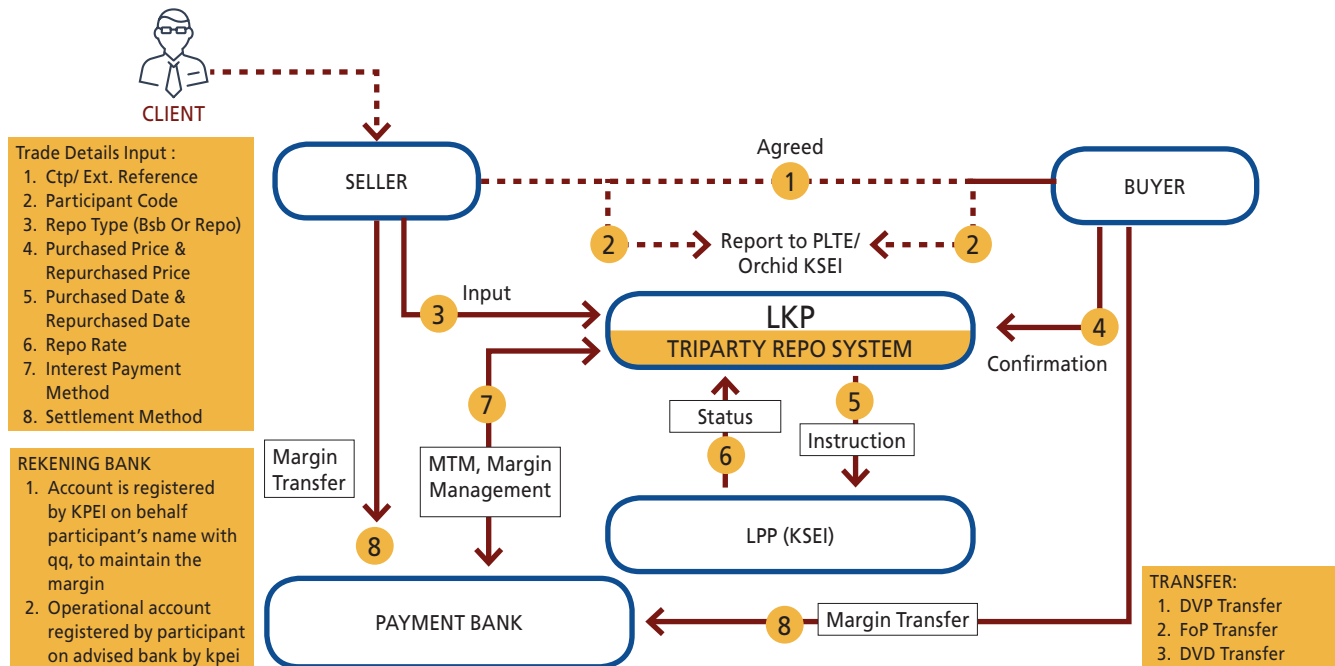 CLIENT
Trade Details Input :
1. Ctp/ Ext. Reference
2. Participant Code
3. Repo Type (Bsb Or Repo)
4. Purchased Price &
Repurchased Price
5. Purchased Date &
Repurchased Date
6. Repo Rate
7. Interest Payment
Method
8. Settlement Method
REKENING BANK
1. Account is registered
by KPEI on behalf
participant's name with
qq, to maintain the
margin
2. Operational account
registered by participant
on advised bank by kpei
SELLER
Agreed
1
BUYER
2
Report to PLTE/
Orchid KSEI
2
3
Input
LKP
TRIPARTY REPO SYSTEM
4
Confirmation
7
MTM, Margin
Management
Status
6
5
Instruction
Margin
Transfer
8
LPP (KSEI)
PAYMENT BANK
8
Margin Transfer
TRANSFER:
1. DVP Transfer
2. FoP Transfer
3. DVD Transfer